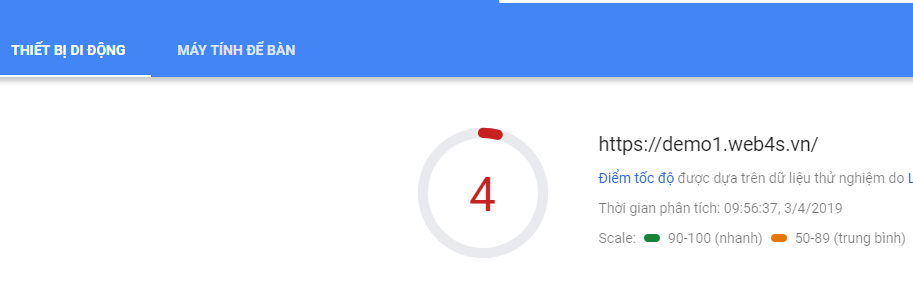 THIẾT BỊ DI ĐỘNG MÁY TÍNH ĐỂ BÀN
4
https://demo1.web4s.vn/
Điểm tốc độ được dựa trên dữ liệu thử nghiệm do L
Thời gian phân tích: 09:56:37, 3/4/2019
Scale: 90-100 (nhanh) 50-89 (trung bình)